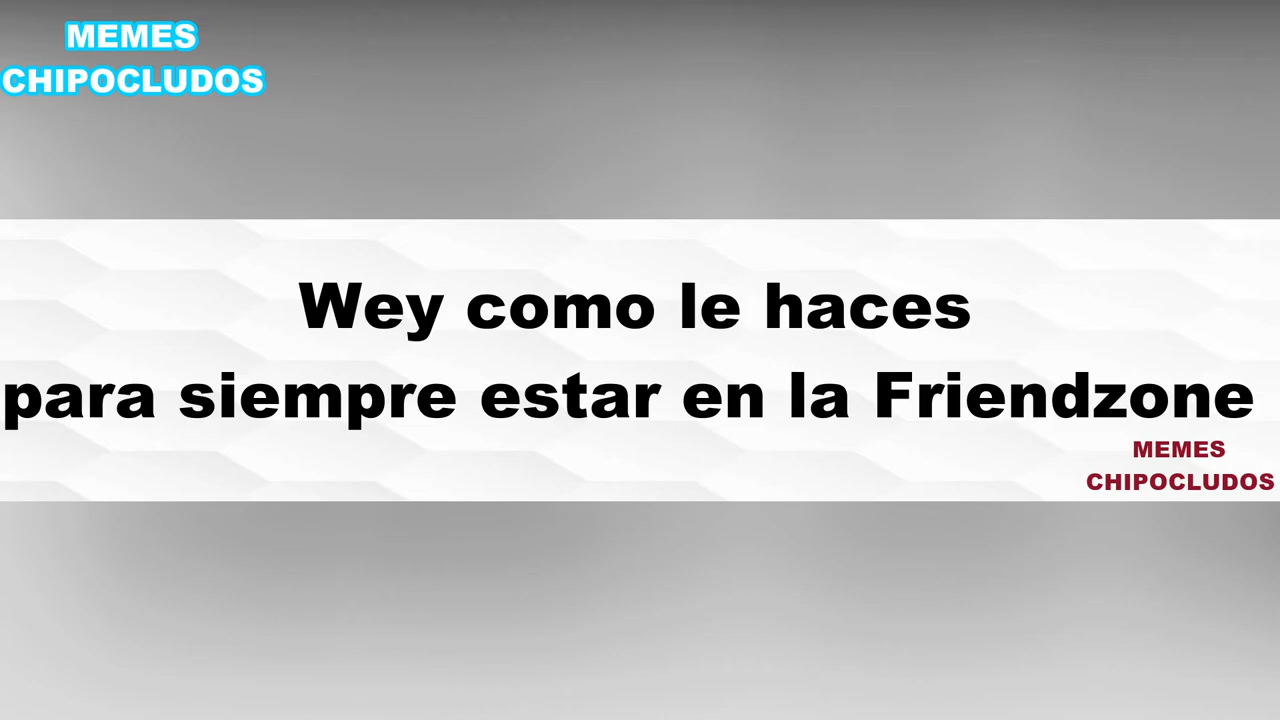 MEMES
CHIPOCLUDOS
Wey como le haces
para siempre estar en la Friendzone
MEMES
CHIPOCLUDOS